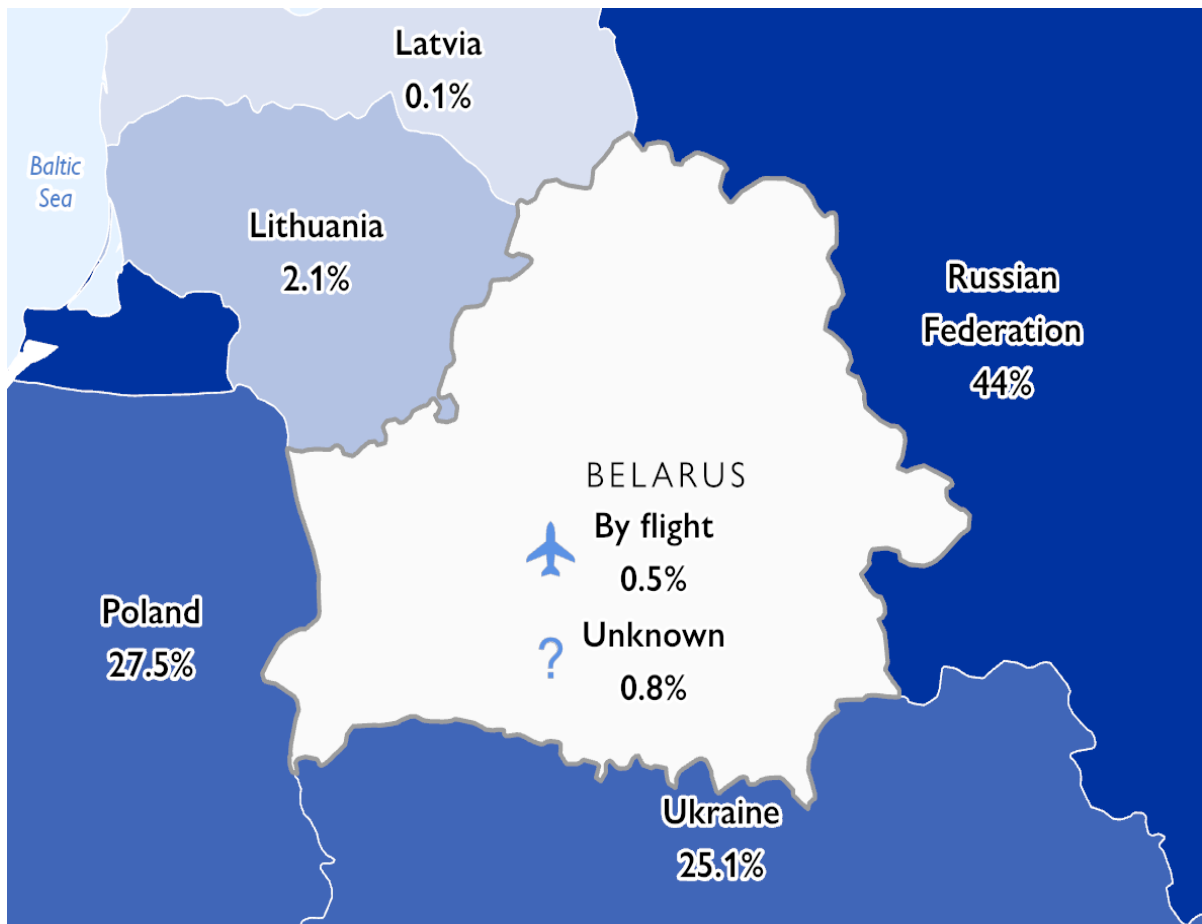 Latvia
0.1%
Baltic
Sea
Lithuania
2.1%
Russian
Federation
44%
BELARUS
By flight
0.5%
Poland
27.5%
?
Unknown
0.8%
Ukraine
25.1%